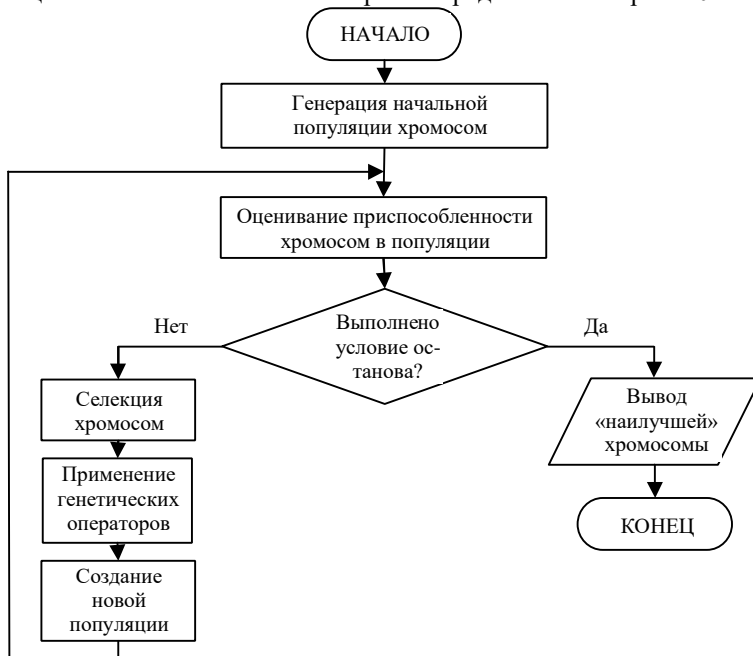 НАЧАЛО
Генерация начальной
популяции хромосом
Оценивание приспособленности
хромосом в популяции
Выполнено
условие ос-
танова?
Нет
Да
Селекция
хромосом
Применение
генетических
операторов
Создание
новой
популяции
Вывод
«наилучшей»
хромосомы
КОНЕЦ